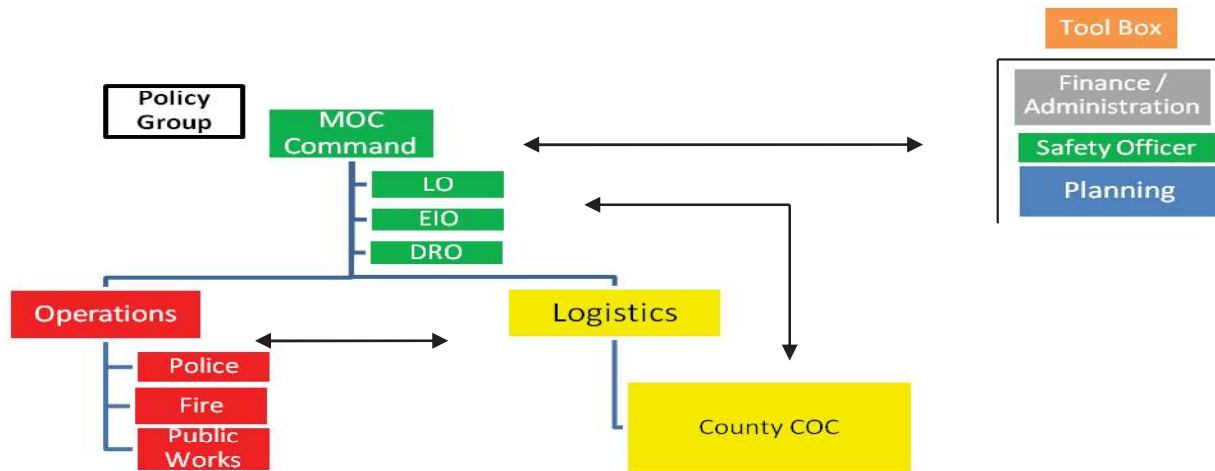 Tool Box
Policy
Group
MOC
Command
Finance /
Administration
Safety Officer
Planning
LO
EIO
DRO
Operations
Logistics
Police
Fire
Public
Works
County COC